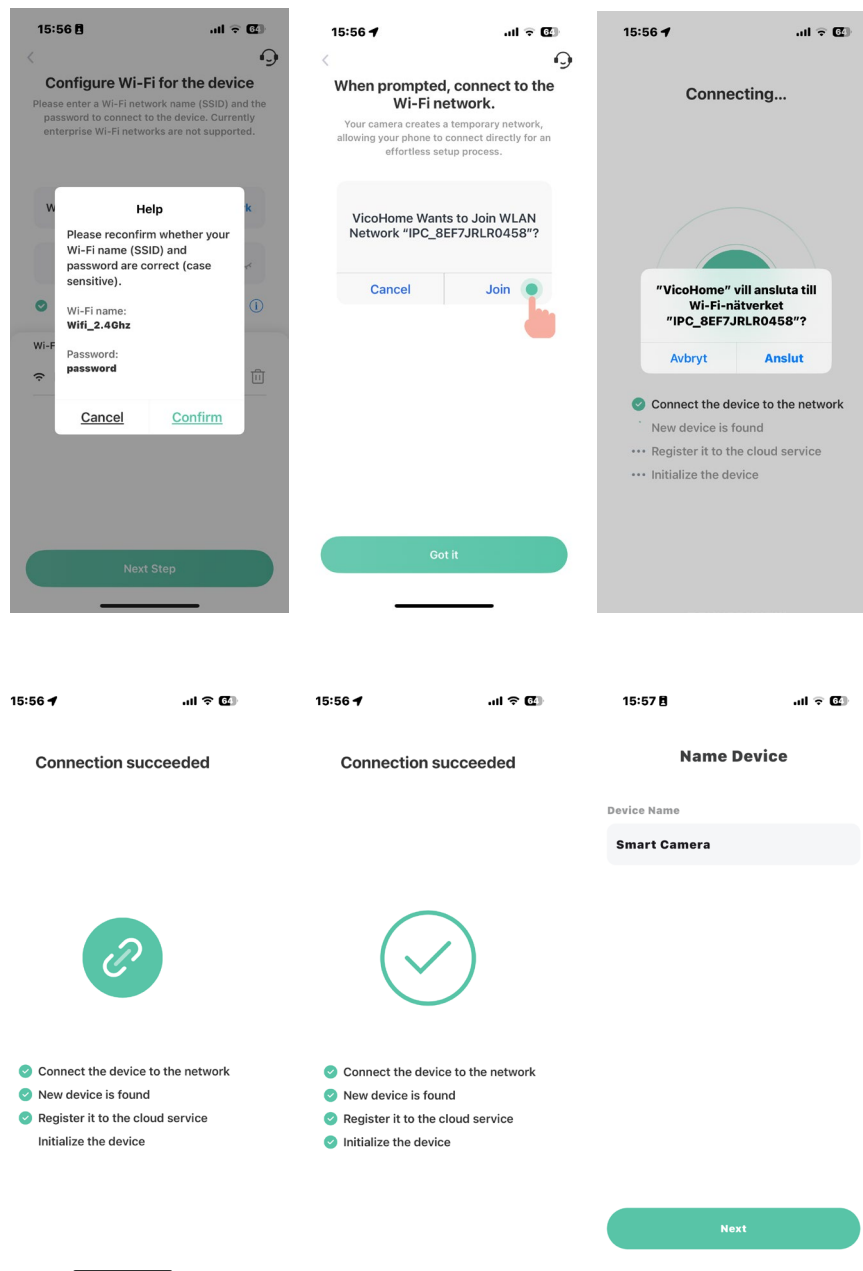 15:56
64
Configure Wi-Fi for the device
Please enter a Wi-Fi network name (SSID) and the
password to connect to the device. Currently
enterprise Wi-Fi networks are not supported.
Help
Please reconfirm whether your
Wi-Fi name (SSID) and
password are correct (case
sensitive).
Wi-Fi name:
Wifi_2.4Ghz
Password:
password
Cancel
Confirm
Next Step
15:56
64
When prompted, connect to the
Wi-Fi network.
Your camera creates a temporary network,
allowing your phone to connect directly for an
effortless setup process.
VicoHome Wants to Join WLAN
Network “IPC_8EF7JRLR0458”?
Cancel
Join
Got it
15:56
64
Connecting...
”VicoHome” vill ansluta till
Wi-Fi-nätverket
”IPC_8EF7JRLR0458”?
Avbryt
Anslut
Connect the device to the network
New device is found
Register it to the cloud service
Initialize the device
15:56
64
Connection succeeded
Connect the device to the network
New device is found
Register it to the cloud service
Initialize the device
15:56
64
Connection succeeded
Connect the device to the network
New device is found
Register it to the cloud service
Initialize the device
15:57
64
Name Device
Device Name
Smart Camera
Next